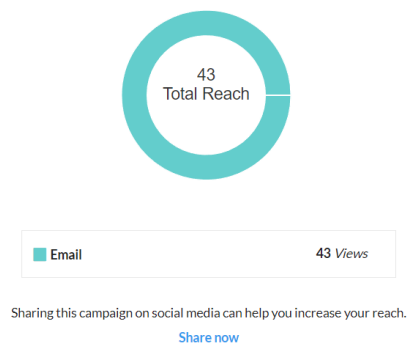 43
Total Reach
Email 43 Views
Sharing this campaign on social media can help you increase your reach.
Share now